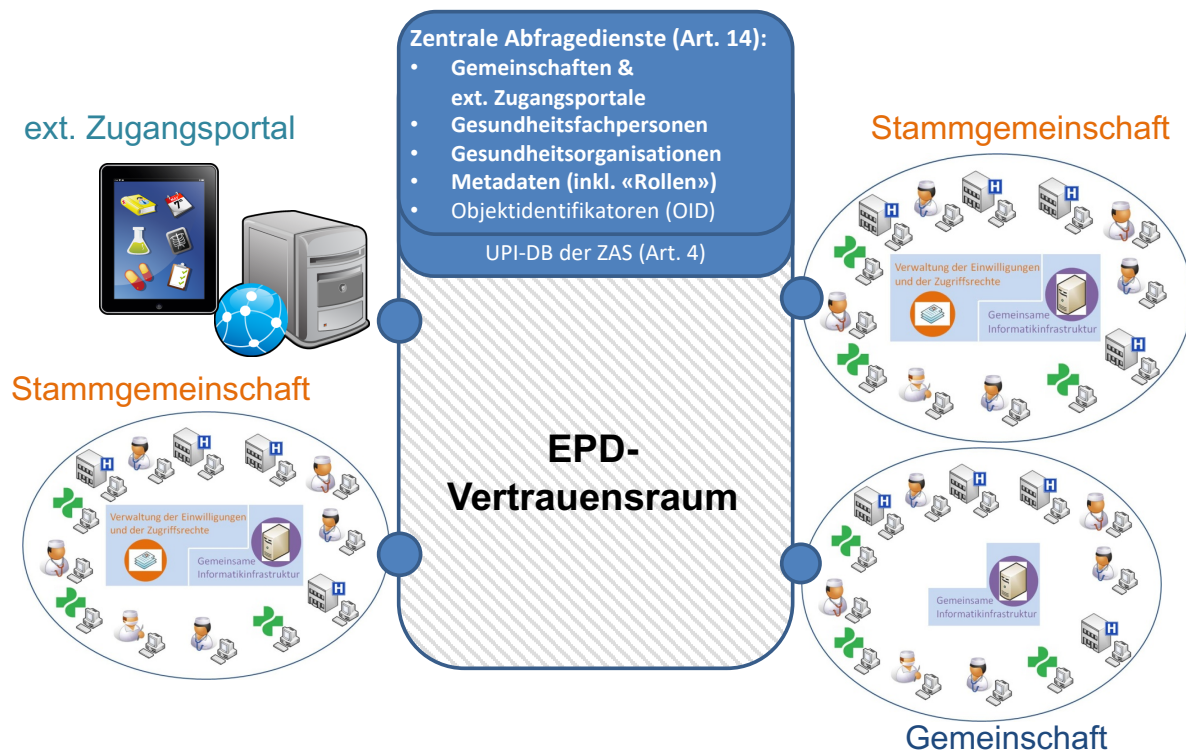 Zentrale Abfragedienste (Art. 14):
• Gemeinschaften &
ext. Zugangsportale
• Gesundheitsfachpersonen
• Gesundheitsorganisationen
• Metadaten (inkl. «Rollen»)
• Objektidentifikatoren (OID)
UPI-DB der ZAS (Art. 4)
EPD-
Vertrauensraum
ext. Zugangsportal
Stammgemeinschaft
H
H
H
Verwaltung der Einwilligungen
und der Zugriffsrechte
Gemeinsame
Informatikinfrastruktur
H
Stammgemeinschaft
H
H
H
Verwaltung der Einwilligungen
und der Zugriffsrechte
Gemeinsame
Informatikinfrastruktur
H
H
H
H
Gemeinsame
Informatikinfrastruktur
H
Gemeinschaft